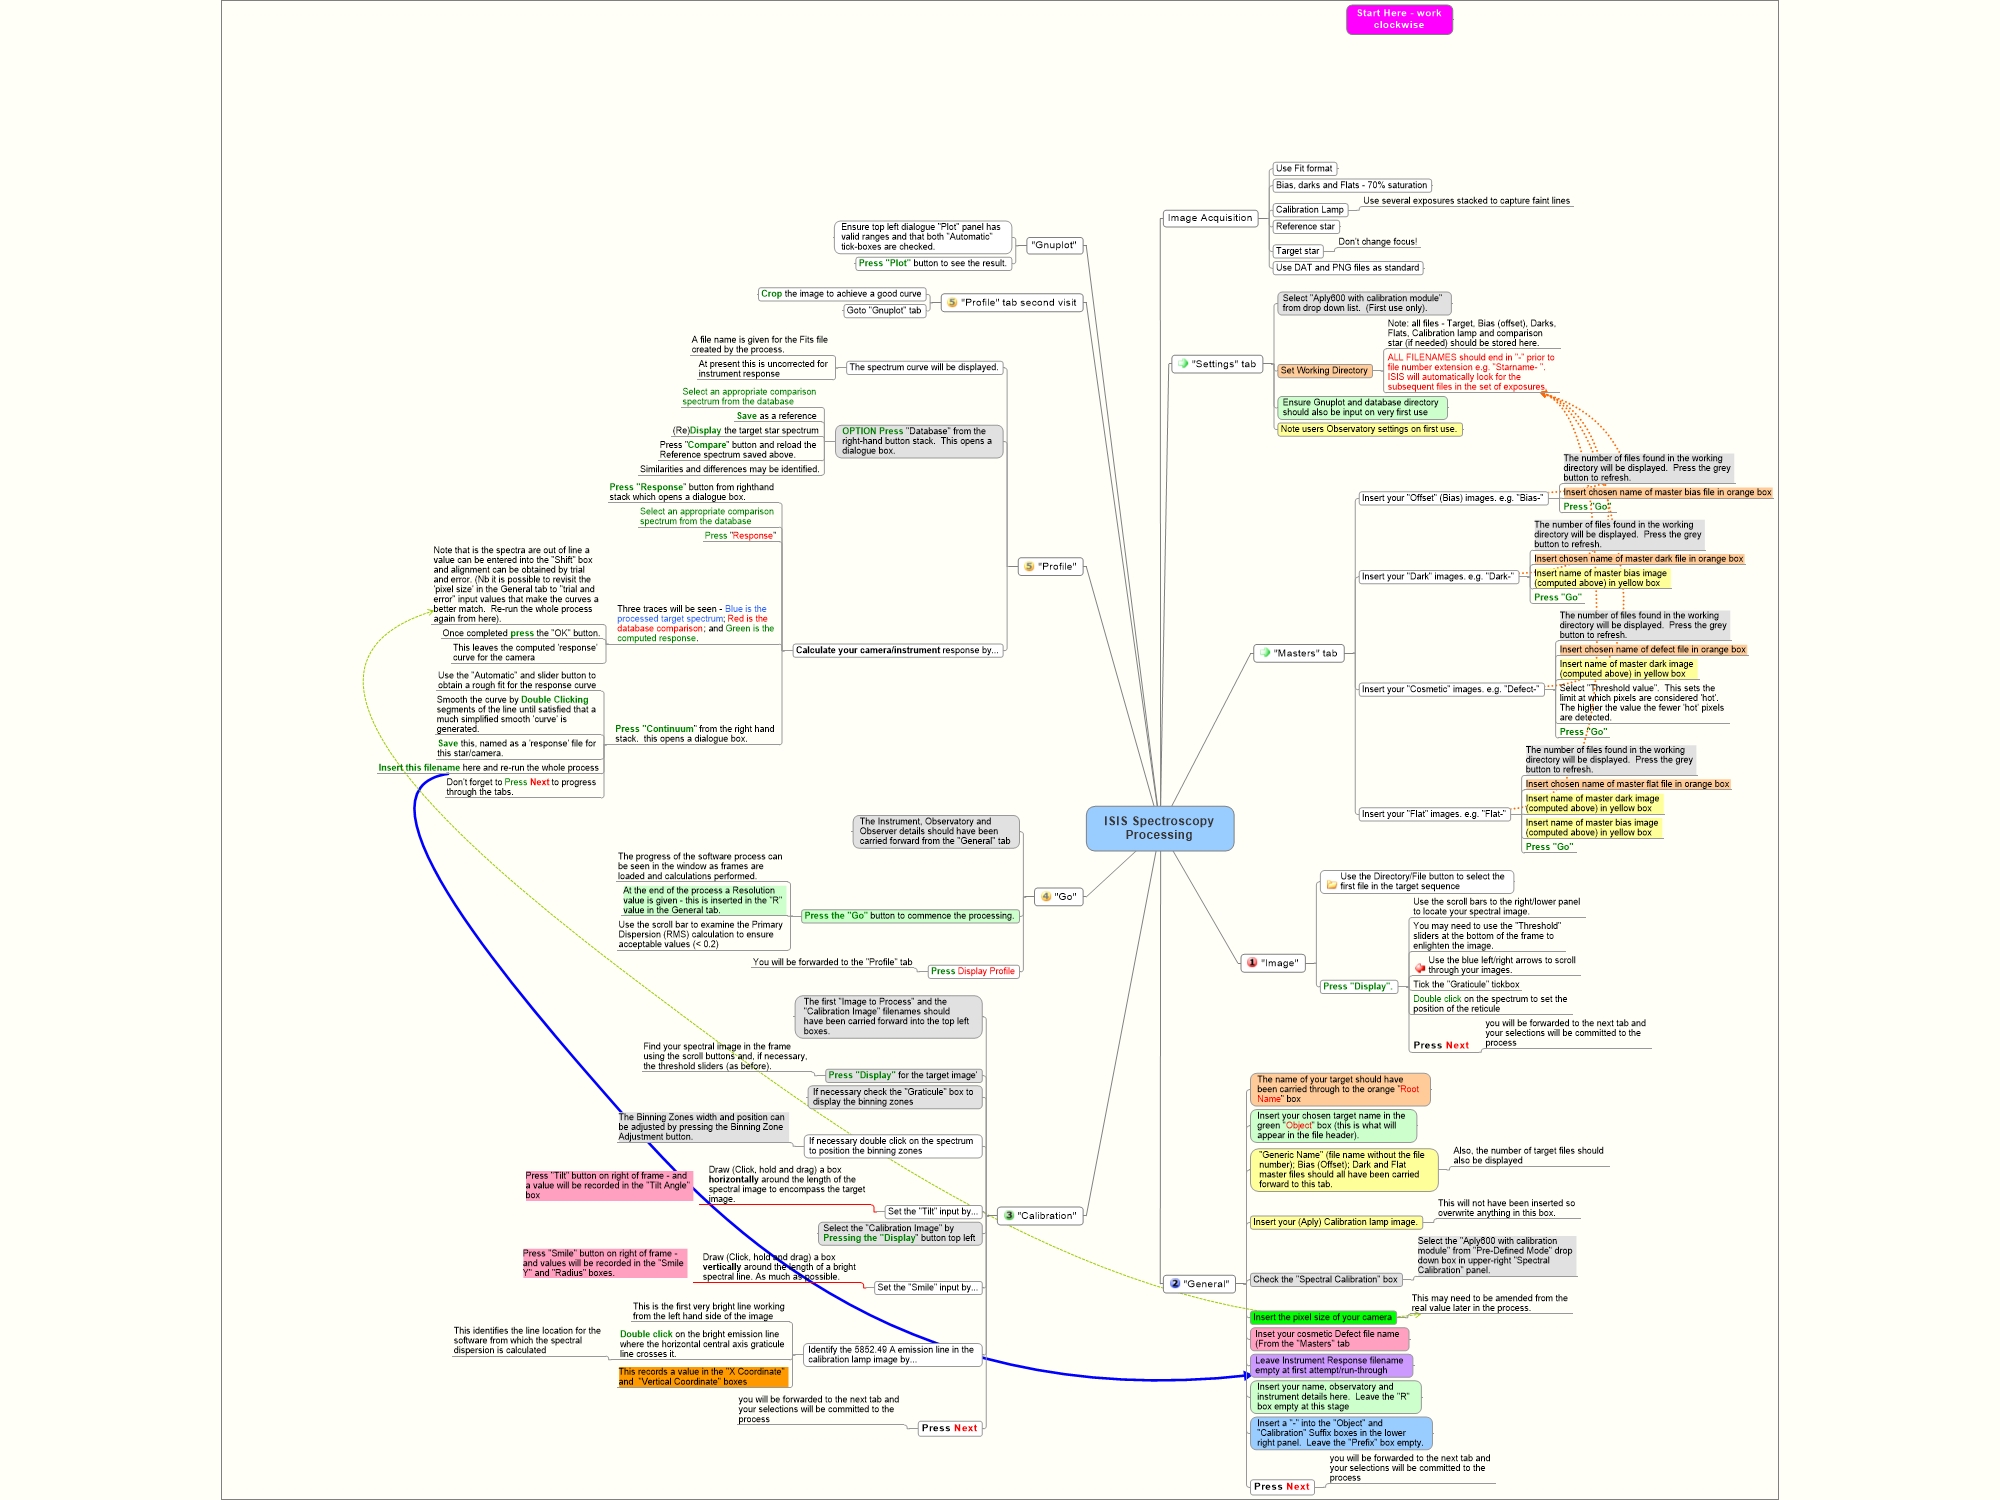 Start Here - work
clockwise
ISIS Spectroscopy
Processing
Image Acquisition
Use Fit format
Bias, darks and Flats - 70% saturation
Calibration Lamp
Use several exposures stacked to capture faint lines
Reference star
Target star
Don't change focus!
Use DAT and PNG files as standard
"Settings" tab
Select "Aply600 with calibration module"
from drop down list.  (First use only).
Set Working Directory
Note: all files - Target, Bias (offset), Darks,
Flats, Calibration lamp and comparison
star (if needed) should be stored here.
ALL FILENAMES should end in "-" prior to
file number extension e.g. "Starname- ".
ISIS will automatically look for the
subsequent files in the set of exposures.
Ensure Gnuplot and database directory
should also be input on very first use
Note users Observatory settings on first use.
"Masters" tab
Insert your "Offset" (Bias) images. e.g. "Bias-"
The number of files found in the working
directory will be displayed.  Press the grey
button to refresh.
Insert chosen name of master bias file in orange box
Press "Go"
Insert your "Dark" images. e.g. "Dark-"
The number of files found in the working
directory will be displayed.  Press the grey
button to refresh.
Insert chosen name of master dark file in orange box
Insert name of master bias image
(computed above) in yellow box
Press "Go"
Insert your "Cosmetic" images. e.g. "Defect-"
The number of files found in the working
directory will be displayed.  Press the grey
button to refresh.
Insert chosen name of defect file in orange box
Insert name of master dark image
(computed above) in yellow box
Select "Threshold value".  This sets the
limit at which pixels are considered 'hot'.
The higher the value the fewer 'hot' pixels
are detected.
Press "Go"
Insert your "Flat" images. e.g. "Flat-"
The number of files found in the working
directory will be displayed.  Press the grey
button to refresh.
Insert chosen name of master flat file in orange box
Insert name of master dark image
(computed above) in yellow box
Insert name of master bias image
(computed above) in yellow box
Press "Go"
1 "Image"
Use the Directory/File button to select the
first file in the target sequence
Press "Display".
Use the scroll bars to the right/lower panel
to locate your spectral image.
You may need to use the "Threshold"
sliders at the bottom of the frame to
enlighten the image.
Use the blue left/right arrows to scroll
through your images.
Tick the "Graticule" tickbox
Double click on the spectrum to set the
position of the reticule
Press Next
you will be forwarded to the next tab and
your selections will be committed to the
process
2 "General"
The name of your target should have
been carried through to the orange "Root
Name" box
Insert your chosen target name in the
green "Object" box (this is what will
appear in the file header).
"Generic Name" (file name without the file
number); Bias (Offset); Dark and Flat
master files should all have been carried
forward to this tab.
Also, the number of target files should
also be displayed
Insert your (Aply) Calibration lamp image.
This will not have been inserted so
overwrite anything in this box.
Check the "Spectral Calibration" box
Select the "Aply600 with calibration
module" from "Pre-Defined Mode" drop
down box in upper-right "Spectral
Calibration" panel.
Insert the pixel size of your camera
This may need to be amended from the
real value later in the process.
Inset your cosmetic Defect file name
(From the "Masters" tab
Leave Instrument Response filename
empty at first attempt/run-through
Insert your name, observatory and
instrument details here.  Leave the "R"
box empty at this stage
Insert a "-" into the "Object" and
"Calibration" Suffix boxes in the lower
right panel.  Leave the "Prefix" box empty.
Press Next
you will be forwarded to the next tab and
your selections will be committed to the
process
3 "Calibration"
The first "Image to Process" and the
"Calibration Image" filenames should
have been carried forward into the top left
boxes.
Find your spectral image in the frame
using the scroll buttons and, if necessary,
the threshold sliders (as before).
Press "Display" for the target image'
If necessary check the "Graticule" box to
display the binning zones
The Binning Zones width and position can
be adjusted by pressing the Binning Zone
Adjustment button.
If necessary double click on the spectrum
to position the binning zones
Press "Tilt" button on right of frame - and
a value will be recorded in the "Tilt Angle"
box
Draw (Click, hold and drag) a box
horizontally around the length of the
spectral image to encompass the target
image.
Set the "Tilt" input by...
Select the "Calibration Image" by
Pressing the "Display" button top left
Press "Smile" button on right of frame -
and values will be recorded in the "Smile
Y" and "Radius" boxes.
Draw (Click, hold and drag) a box
vertically around the length of a bright
spectral line. As much as possible.
Set the "Smile" input by...
This is the first very bright line working
from the left hand side of the image
This identifies the line location for the
software from which the spectral
dispersion is calculated
Double click on the bright emission line
where the horizontal central axis graticule
line crosses it.
This records a value in the "X Coordinate"
and  "Vertical Coordinate" boxes
Identify the 5852.49 A emission line in the
calibration lamp image by...
you will be forwarded to the next tab and
your selections will be committed to the
process
Press Next
4 "Go"
The Instrument, Observatory and
Observer details should have been
carried forward from the "General" tab
The progress of the software process can
be seen in the window as frames are
loaded and calculations performed.
At the end of the process a Resolution
value is given - this is inserted in the "R"
value in the General tab.
Use the scroll bar to examine the Primary
Dispersion (RMS) calculation to ensure
acceptable values (< 0.2)
Press the "Go" button to commence the processing.
You will be forwarded to the "Profile" tab
Press Display Profile
5 "Profile"
A file name is given for the Fits file
created by the process.
At present this is uncorrected for
instrument response
The spectrum curve will be displayed.
Select an appropriate comparison
spectrum from the database
Save as a reference
(Re)Display the target star spectrum
Press "Compare" button and reload the
Reference spectrum saved above.
Similarities and differences may be identified.
OPTION Press "Database" from the
right-hand button stack.  This opens a
dialogue box.
Press "Response" button from righthand
stack which opens a dialogue box.
Select an appropriate comparison
spectrum from the database
Press "Response"
Note that is the spectra are out of line a
value can be entered into the "Shift" box
and alignment can be obtained by trial
and error. (Nb it is possible to revisit the
'pixel size' in the General tab to "trial and
error" input values that make the curves a
better match.  Re-run the whole process
again from here).
Once completed press the "OK" button.
This leaves the computed 'response'
curve for the camera
Three traces will be seen - Blue is the
processed target spectrum; Red is the
database comparison; and Green is the
computed response.
Calculate your camera/instrument response by...
Use the "Automatic" and slider button to
obtain a rough fit for the response curve
Smooth the curve by Double Clicking
segments of the line until satisfied that a
much simplified smooth 'curve' is
generated.
Save this, named as a 'response' file for
this star/camera.
Insert this filename here and re-run the whole process
Don't forget to Press Next to progress
through the tabs.
Press "Continuum" from the right hand
stack.  this opens a dialogue box.
5 "Profile" tab second visit
Crop the image to achieve a good curve
Goto "Gnuplot" tab
"Gnuplot"
Ensure top left dialogue "Plot" panel has
valid ranges and that both "Automatic"
tick-boxes are checked.
Press "Plot" button to see the result.